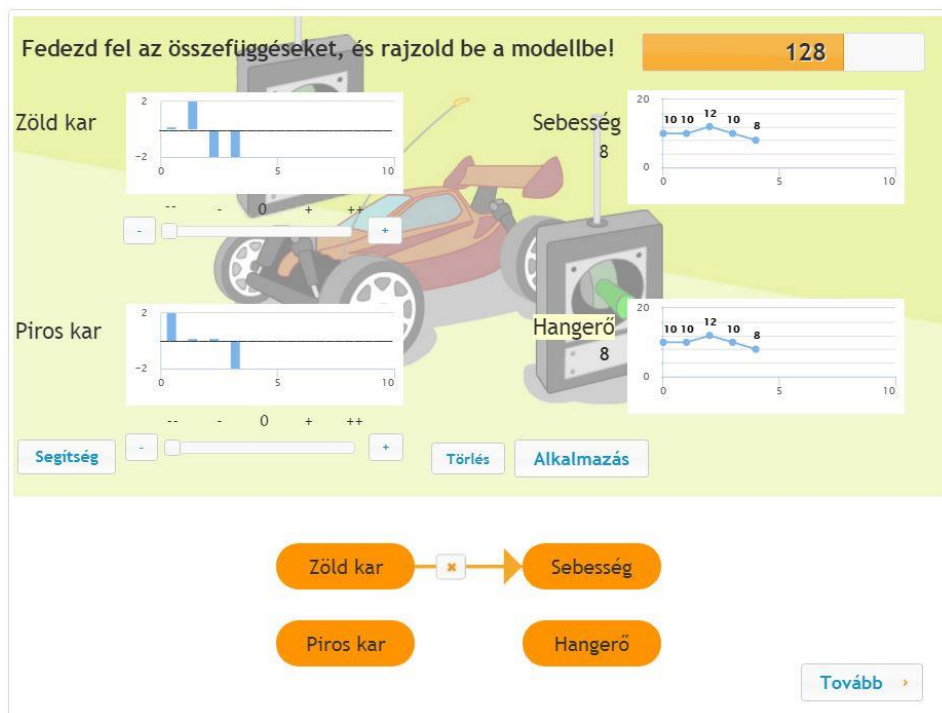 Fedezd fel az összefüggéseket, és rajzold be a modellbe!
128
Zöld kar
2
-2
0 5 10
-- - 0 + ++
- +
Sebesség
8
20
10 10 12 10 8
0
0 5 10
Piros kar
2
-2
0 5 10
-- - 0 + ++
- +
Hangerő
8
20
10 10 12 10 8
0
0 5 10
Segítség
Törlés
Alkalmazás
Zöld kar
Sebesség
Piros kar
Hangerő
Tovább